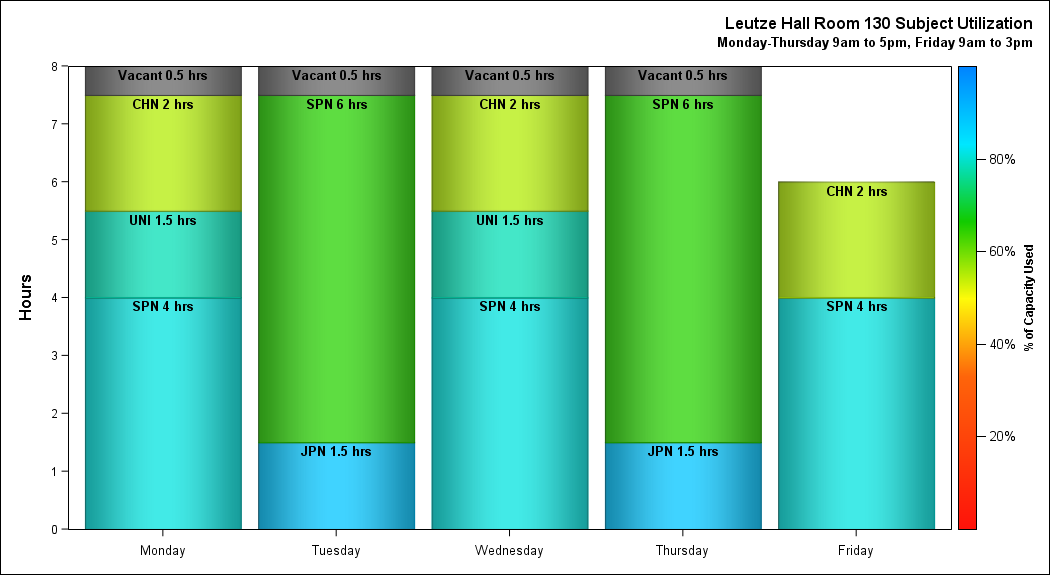 Leutze Hall Room 130 Subject Utilization
Monday-Thursday 9am to 5pm, Friday 9am to 3pm
Hours
8
7
6
5
4
3
2
1
0
Vacant 0.5 hrs
CHN 2 hrs
UNI 1.5 hrs
SPN 4 hrs
Vacant 0.5 hrs
SPN 6 hrs
JPN 1.5 hrs
Vacant 0.5 hrs
CHN 2 hrs
UNI 1.5 hrs
SPN 4 hrs
Vacant 0.5 hrs
SPN 6 hrs
JPN 1.5 hrs
CHN 2 hrs
SPN 4 hrs
Monday
Tuesday
Wednesday
Thursday
Friday
80%
60%
40%
20%
% of Capacity Used